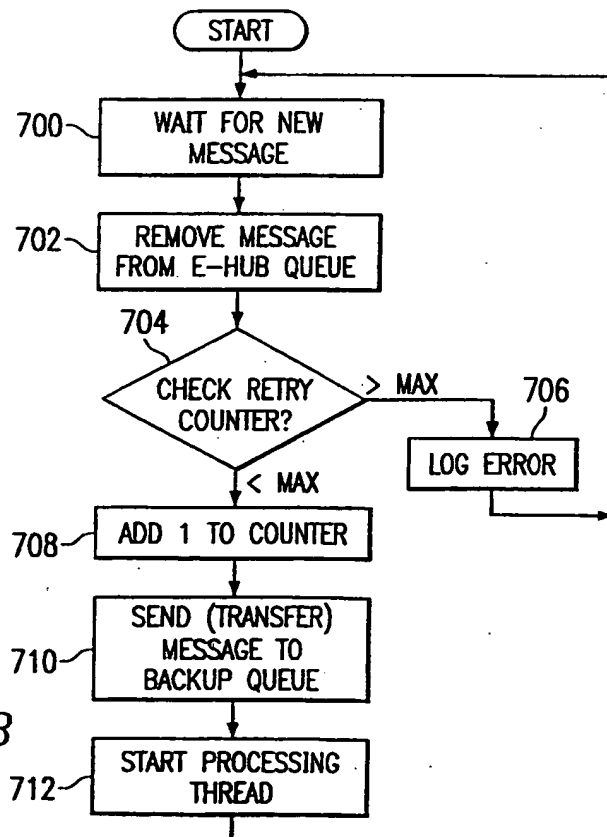 START
700
WAIT FOR NEW
MESSAGE
702
REMOVE MESSAGE
FROM E-HUB QUEUE
704
CHECK RETRY
COUNTER?
> MAX
706
LOG ERROR
< MAX
708
ADD 1 TO COUNTER
710
SEND (TRANSFER)
MESSAGE TO
BACKUP QUEUE
712
START PROCESSING
THREAD